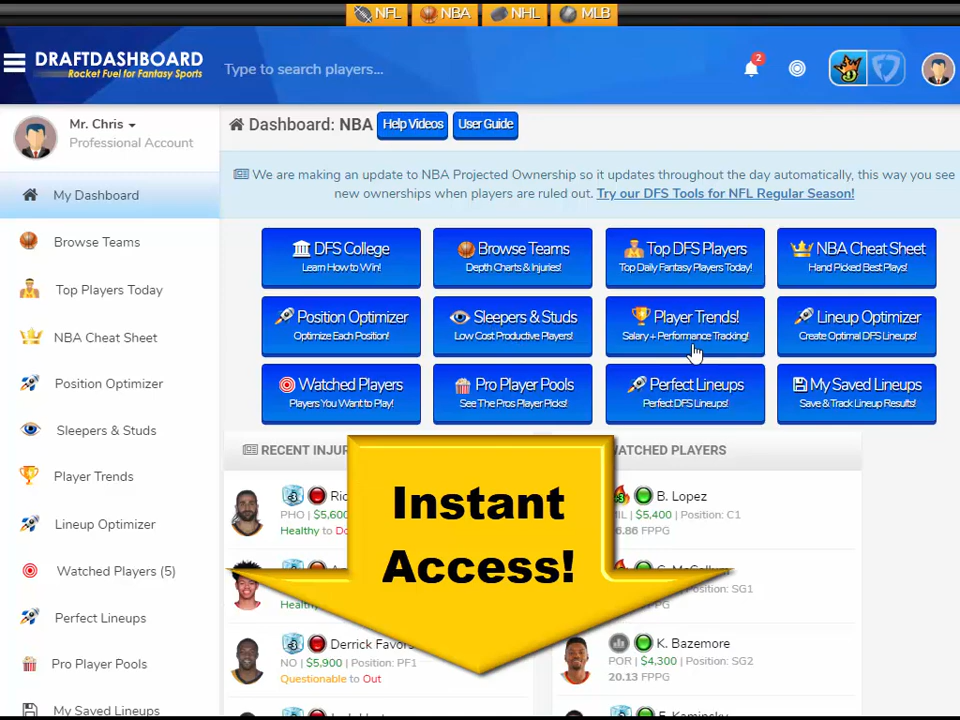 NFL
NBA
NHL
MLB
DRAFTDASHBOARD
Rocket Fuel for Fantasy Sports
Type to search players...
2
Mr. Chris
Professional Account
Dashboard: NBA
Help Videos
User Guide
We are making an update to NBA Projected Ownership so it updates throughout the day automatically, this way you see
new ownerships when players are ruled out. Try our DFS Tools for NFL Regular Season!
My Dashboard
Browse Teams
Top Players Today
NBA Cheat Sheet
Position Optimizer
Sleepers & Studs
Player Trends
Lineup Optimizer
Watched Players (5)
Perfect Lineups
Pro Player Pools
My Saved Lineups
DFS College
Learn How to Win!
Browse Teams
Depth Charts & Injuries!
Top DFS Players
Top Daily Fantasy Players Today!
NBA Cheat Sheet
Hand Picked Best Plays!
Position Optimizer
Optimize Each Position!
Sleepers & Studs
Low Cost Productive Players!
Player Trends!
Salary + Performance Tracking!
Lineup Optimizer
Create Optimal DFS Lineups!
Watched Players
Players You Want to Play!
Pro Player Pools
See The Pros Player Picks!
Perfect Lineups
Perfect DFS Lineups!
My Saved Lineups
Save & Track Lineup Results!
RECENT INJU
WATCHED PLAYERS
Ric
PHO | $5,600
Healthy to Do
Healthy
Derrick Favors
NO | $5,900 | Position: PF1
Questionable to Out
Instant
Access!
B. Lopez
MIL | $5,400 | Position: C1
6.86 FPPG
SG1
FPPG
K. Bazemore
POR | $4,300 | Position: SG2
20.13 FPPG
F. Kaminsky